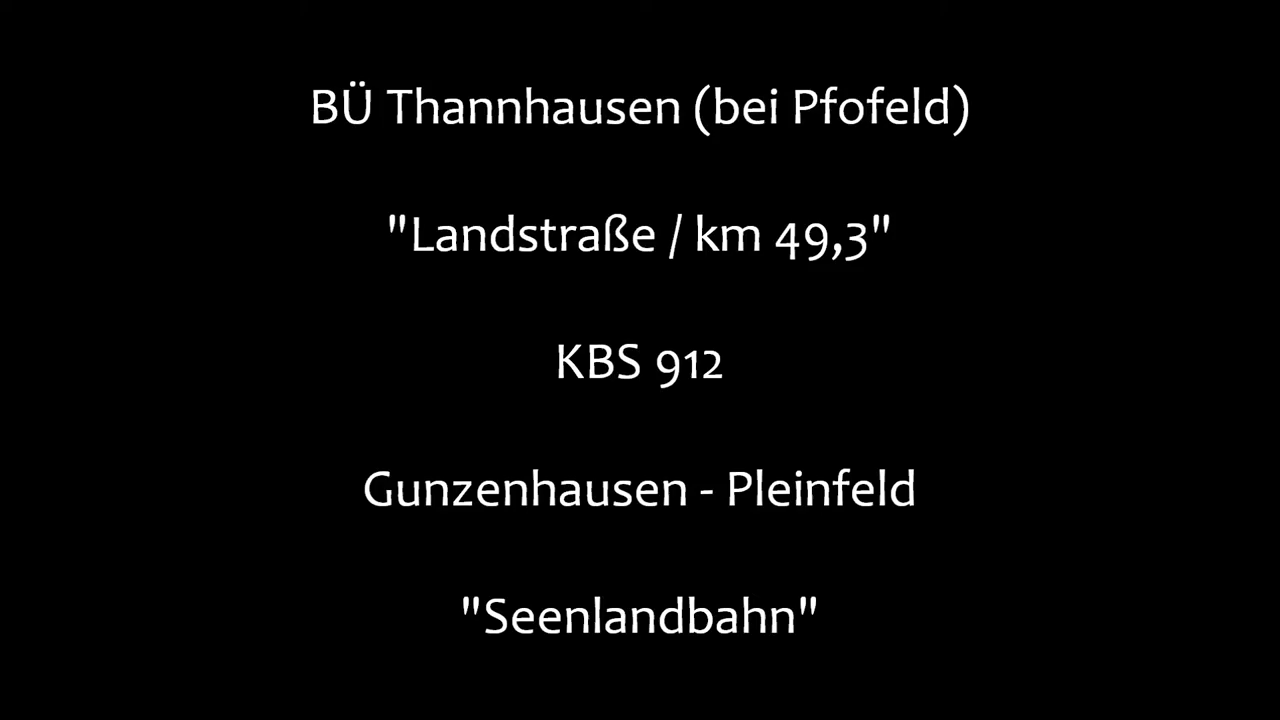 BÜ Thannhausen (bei Pfofeld)
"Landstraße / km 49,3"
KBS 912
Gunzenhausen - Pleinfeld
"Seenlandbahn"